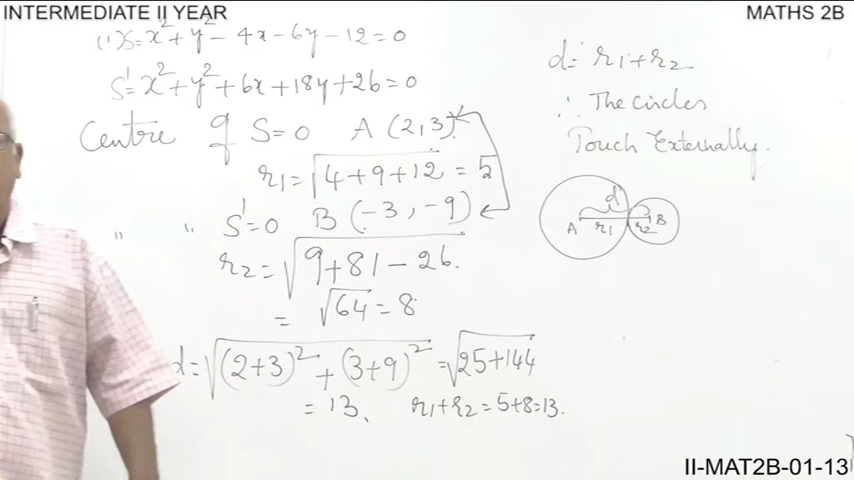 INTERMEDIATE II YEAR
MATHS 2B
(1) S=x²+y²-4x-6y-12=0
S'=x²+y²+6x+18y+26=0
Centre of S=0 A (2,3).
r₁=√4+9+12 = 5
" " S'=0 B (-3,-9)
r₂=√9+81-26.
= √64=8
d=√(2+3)²+(3+9)²=√25+144
= 13. r₁+r₂=5+8=13.
d=r₁+r₂
∴ The circles
Touch Externally.
d
A r₁ r₂ B
II-MAT2B-01-13